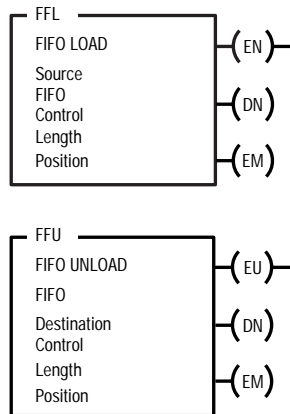 FFL
FIFO LOAD
EN
Source
FIFO
DN
Control
Length
Position
EM
FFU
FIFO UNLOAD
EU
FIFO
Destination
DN
Control
Length
EM
Position